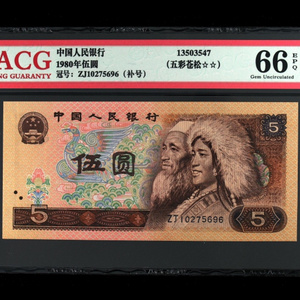 ACG
NG GUARANTY
中国人民银行
1980年伍圆
冠号：ZJ10275696（补号）
13503547
（五彩苍松☆☆）
66 EPQ
Gem Uncirculated
中国人民银行
5
伍圆
5
5
ZJ10275696